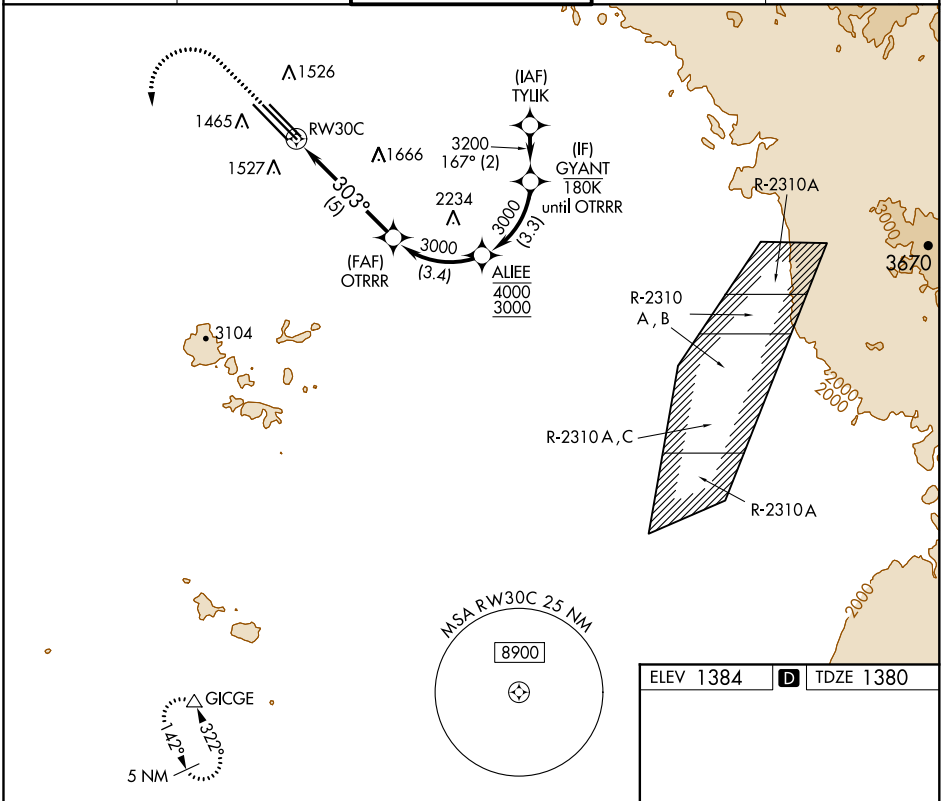 1526
(IAF)
TYLIK
1465
RW30C
3200
167° (2)
(IF)
GYANT
180K
until OTRRR
1527
1666
R-2310A
303°
(5)
2234
3000
(3.3)
3000
3670
(FAF)
OTRRR
3000
(3.4)
ALIEE
4000
3000
R-2310
A, B
3104
2000
2000
R-2310 A, C
R-2310A
2000
MSA RW30C 25 NM
8900
ELEV 1384
D
TDZE 1380
GICGE
142°
322°
5 NM